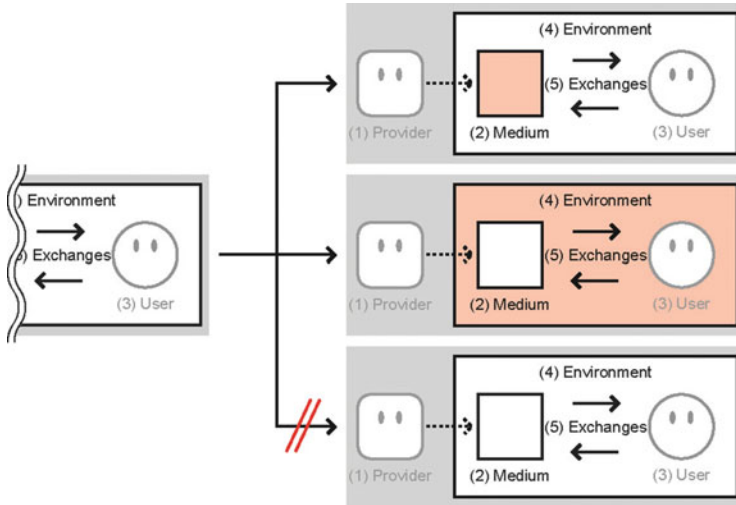 (4) Environment
(5) Exchanges
(1) Provider
(2) Medium
(3) User
) Environment
) Exchanges
(3) User
(4) Environment
(5) Exchanges
(1) Provider
(2) Medium
(3) User
(4) Environment
(5) Exchanges
(1) Provider
(2) Medium
(3) User